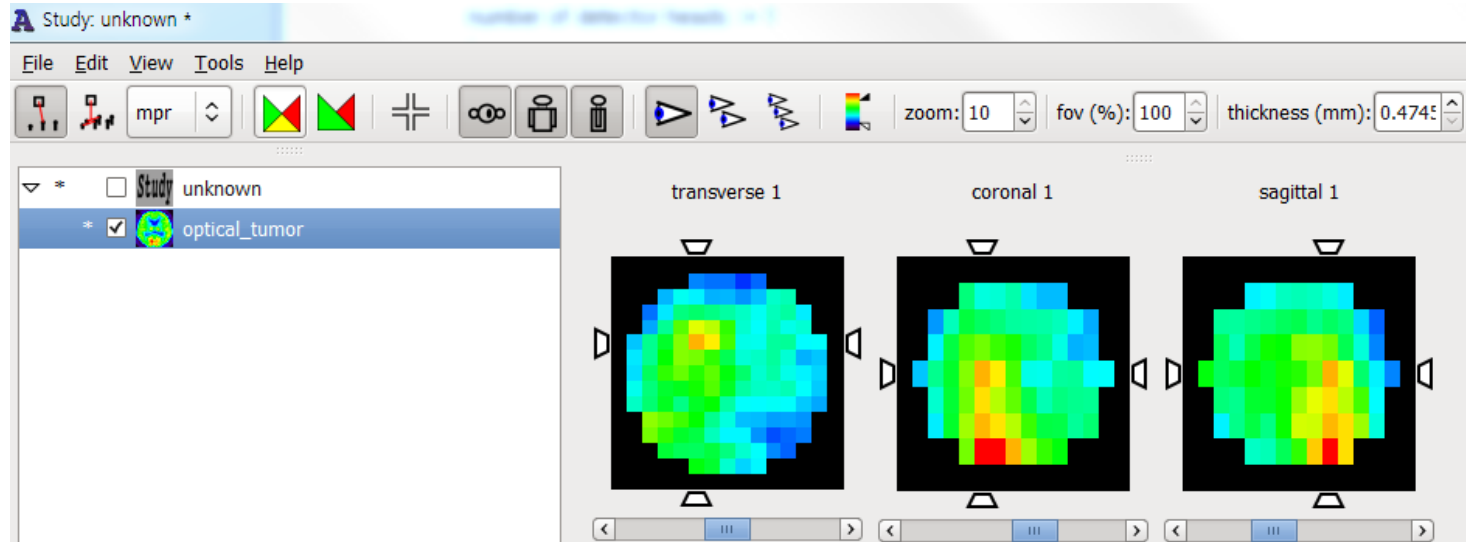 Study: unknown *
File Edit View Tools Help
mpr zoom: 10 fov (%): 100 thickness (mm): 0.4745
* Study unknown
transverse 1 coronal 1 sagittal 1
* optical_tumor